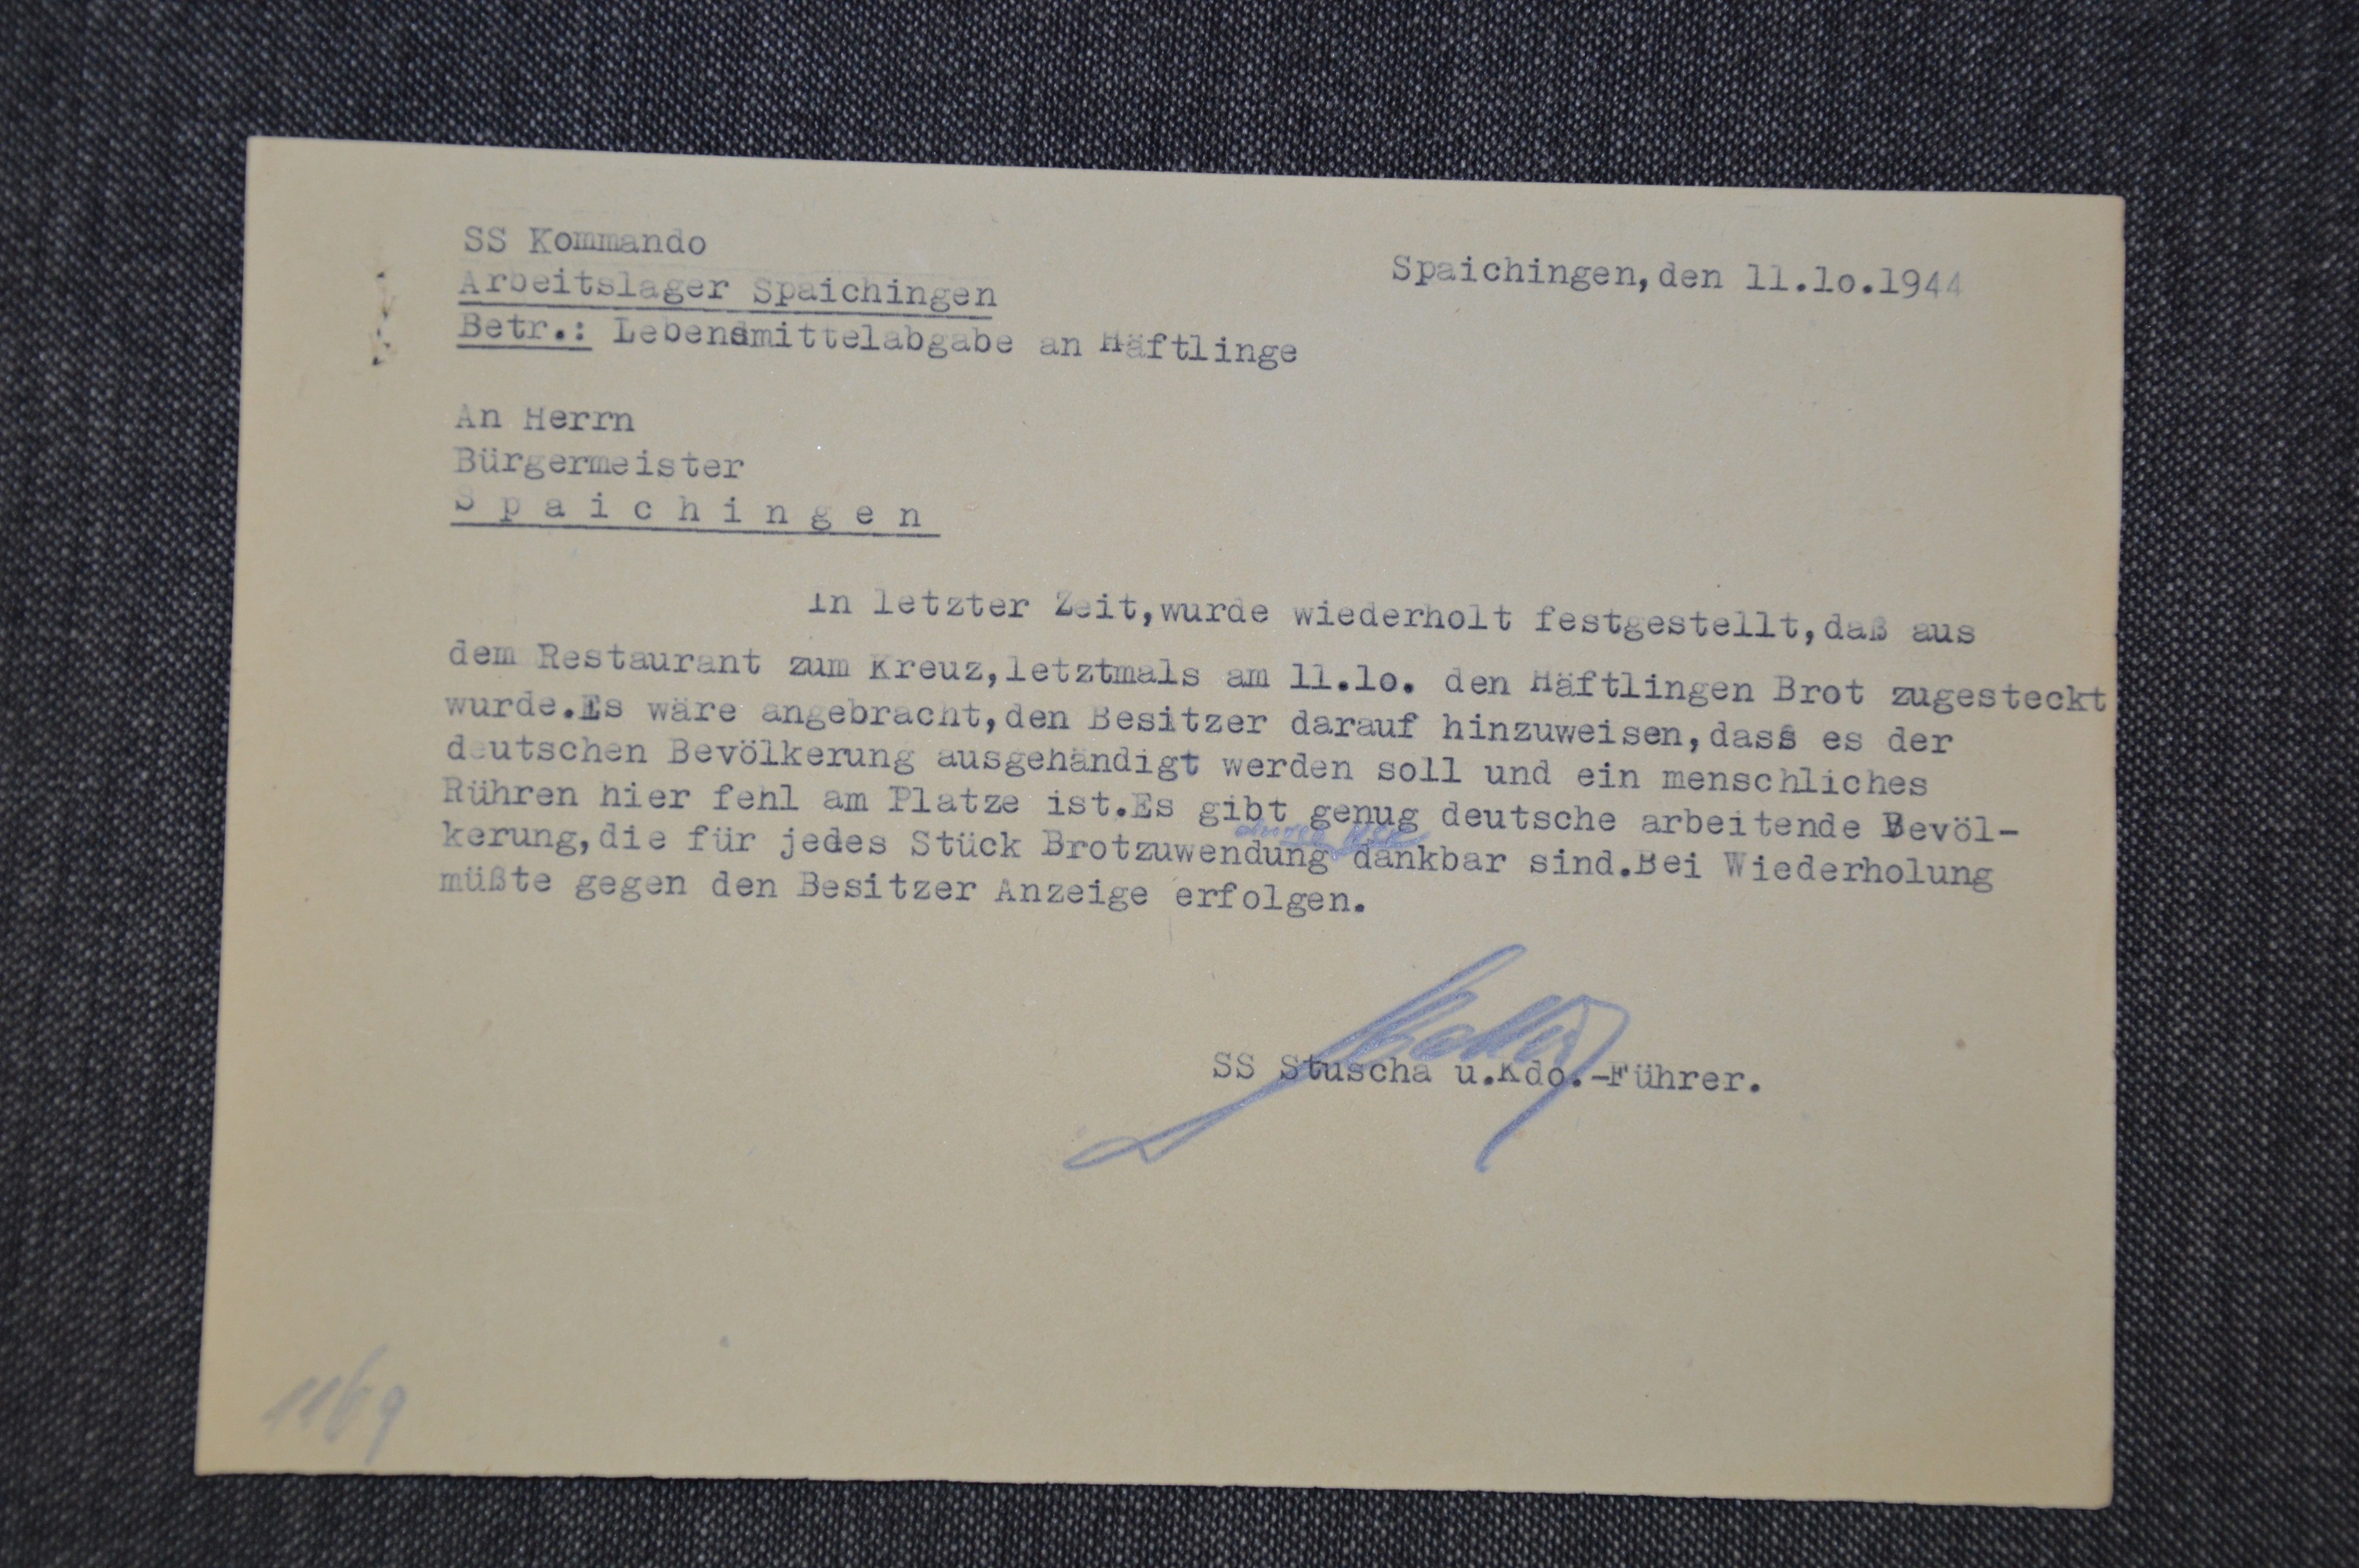 SS Kommando
Arbeitslager Spaichingen
Spaichingen,den 11.1o.1944
Betr.: Lebensmittelabgabe an Häftlinge
An Herrn
Bürgermeister
S p a i c h i n g e n
In letzter Zeit,wurde wiederholt festgestellt,daß aus
dem Restaurant zum Kreuz,letztmals am 11.1o. den Häftlingen Brot zugesteckt
wurde.Es wäre angebracht,den Besitzer darauf hinzuweisen,dass es der
deutschen Bevölkerung ausgehändigt werden soll und ein menschliches
Rühren hier fehl am Platze ist.Es gibt genug deutsche arbeitende Bevöl-
kerung,die für jedes Stück Brotzuwendung dankbar sind.Bei Wiederholung
müßte gegen den Besitzer Anzeige erfolgen.
SS Stuscha u.Kdo.-Führer.
1169